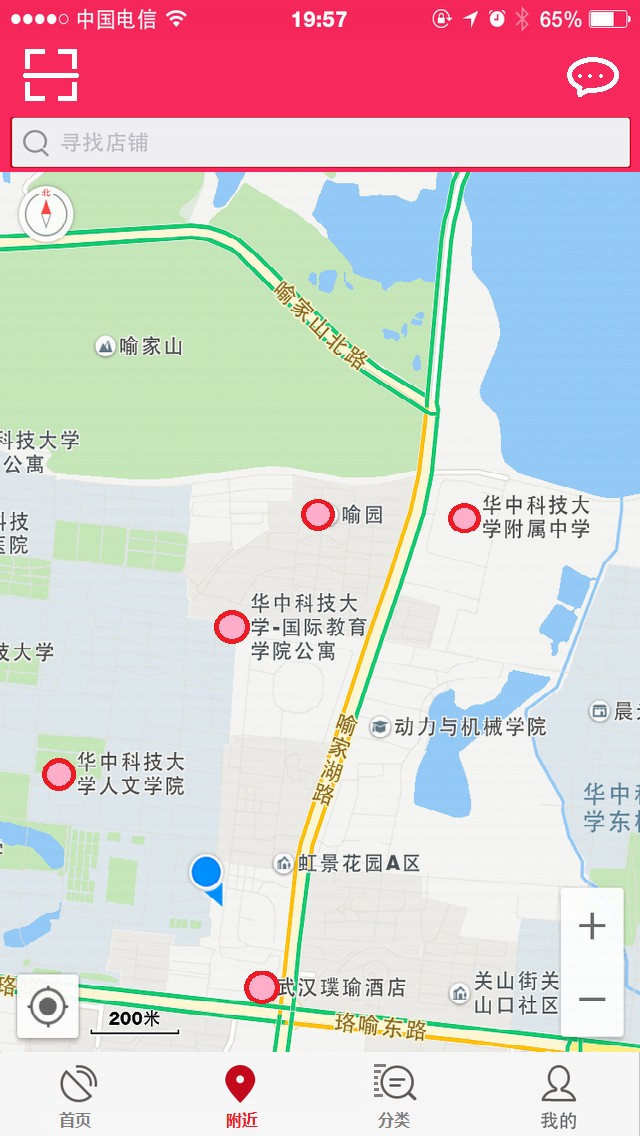 中国电信
19:57
65%
寻找店铺
北
喻家山北路
喻家山
科技大学
公寓
喻园
华中科技大
学附属中学
科技
医院
华中科技大
学-国际教育
学院公寓
技大学
喻家湖路
动力与机械学院
晨
华中科
学东校
华中科技大
学人文学院
虹景花园A区
武汉璞瑜酒店
关山街关
山口社区
珞
200米
珞喻东路
首页
附近
分类
我的